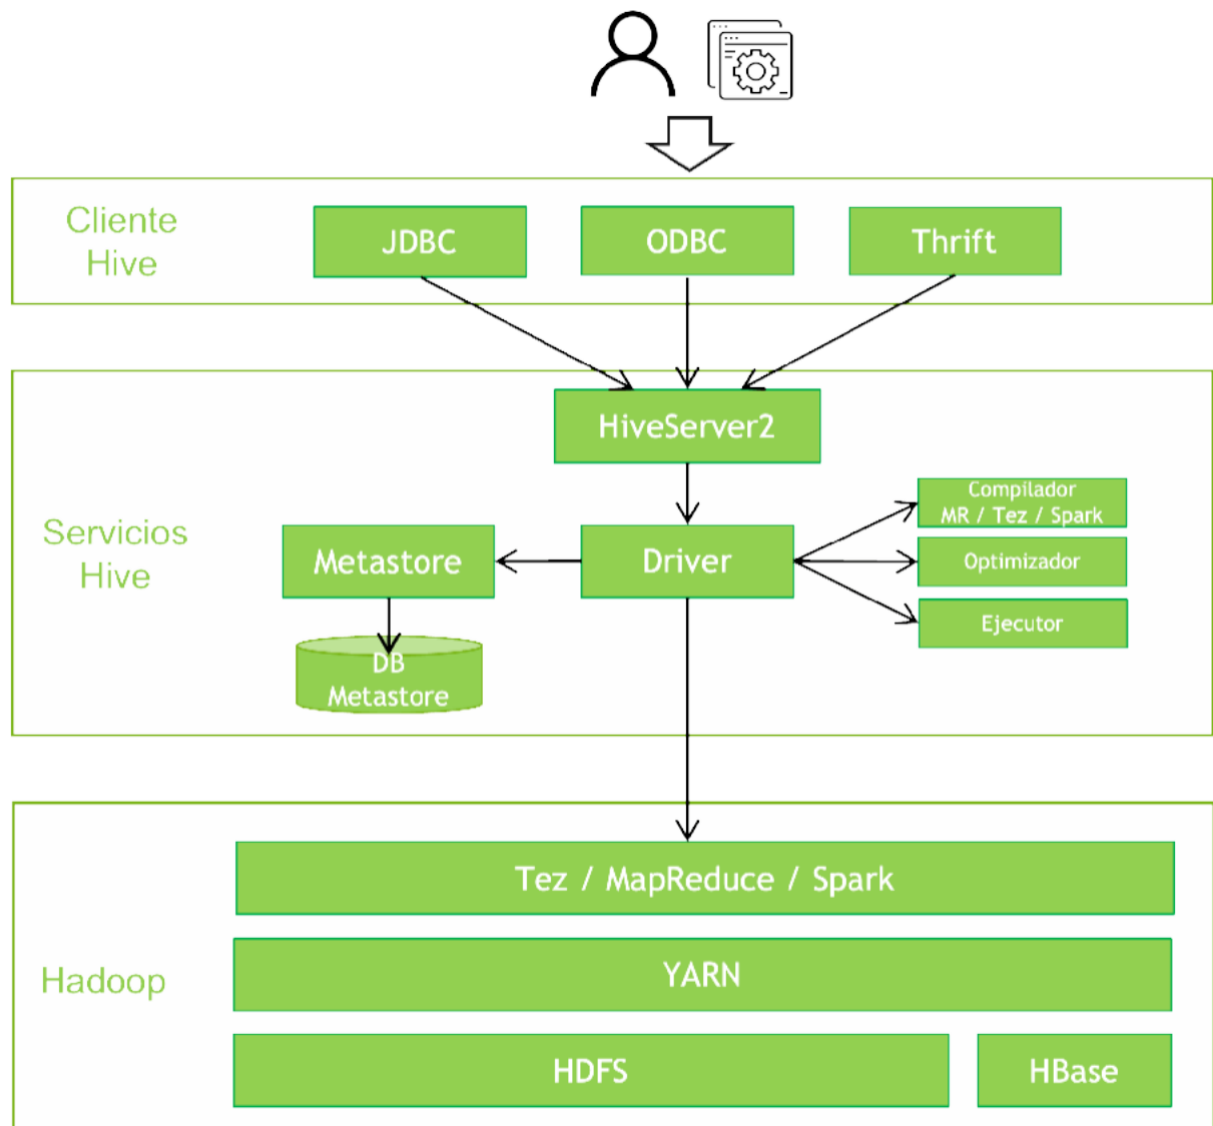 Cliente
Hive
JDBC
ODBC
Thrift
HiveServer2
Servicios
Hive
Metastore
Driver
Compilador
MR / Tez / Spark
Optimizador
Ejecutor
DB
Metastore
Hadoop
Tez / MapReduce / Spark
YARN
HDFS
HBase